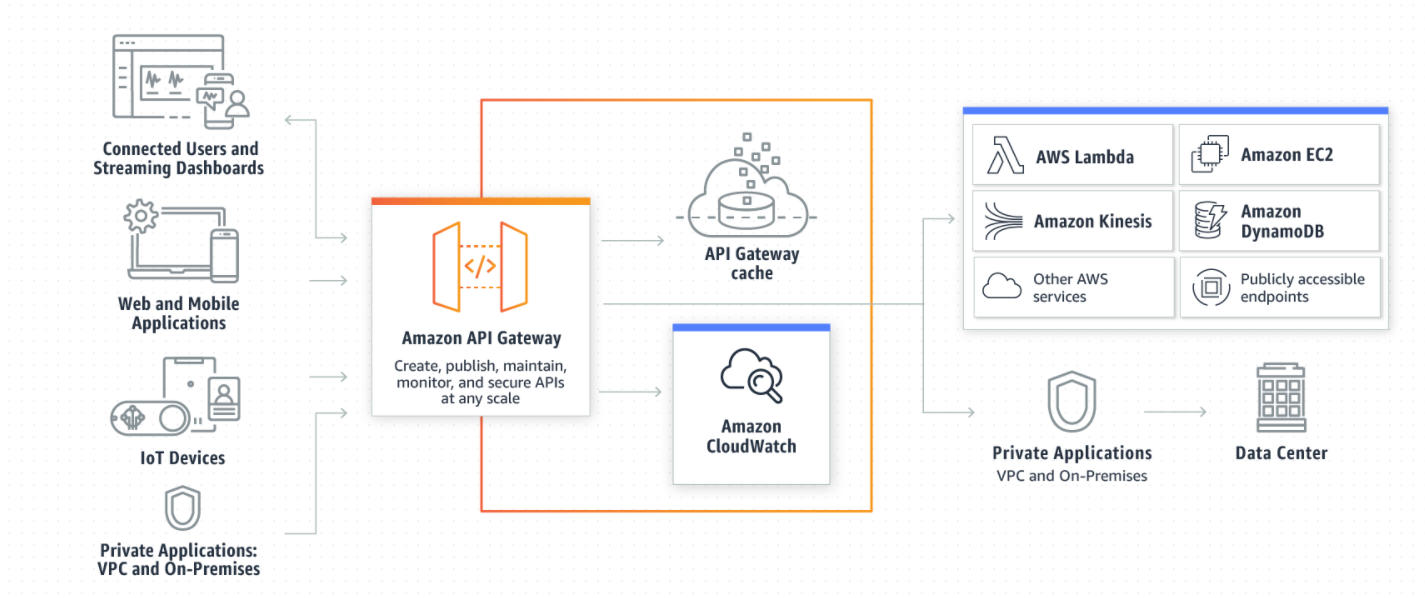 Connected Users and
Streaming Dashboards
Web and Mobile
Applications
IoT Devices
Private Applications:
VPC and On-Premises
</>
Amazon API Gateway
Create, publish, maintain,
monitor, and secure APIs
at any scale
API Gateway
cache
Amazon
CloudWatch
AWS Lambda
Amazon EC2
Amazon Kinesis
Amazon
DynamoDB
Other AWS
services
Publicly accessible
endpoints
Private Applications
VPC and On-Premises
Data Center